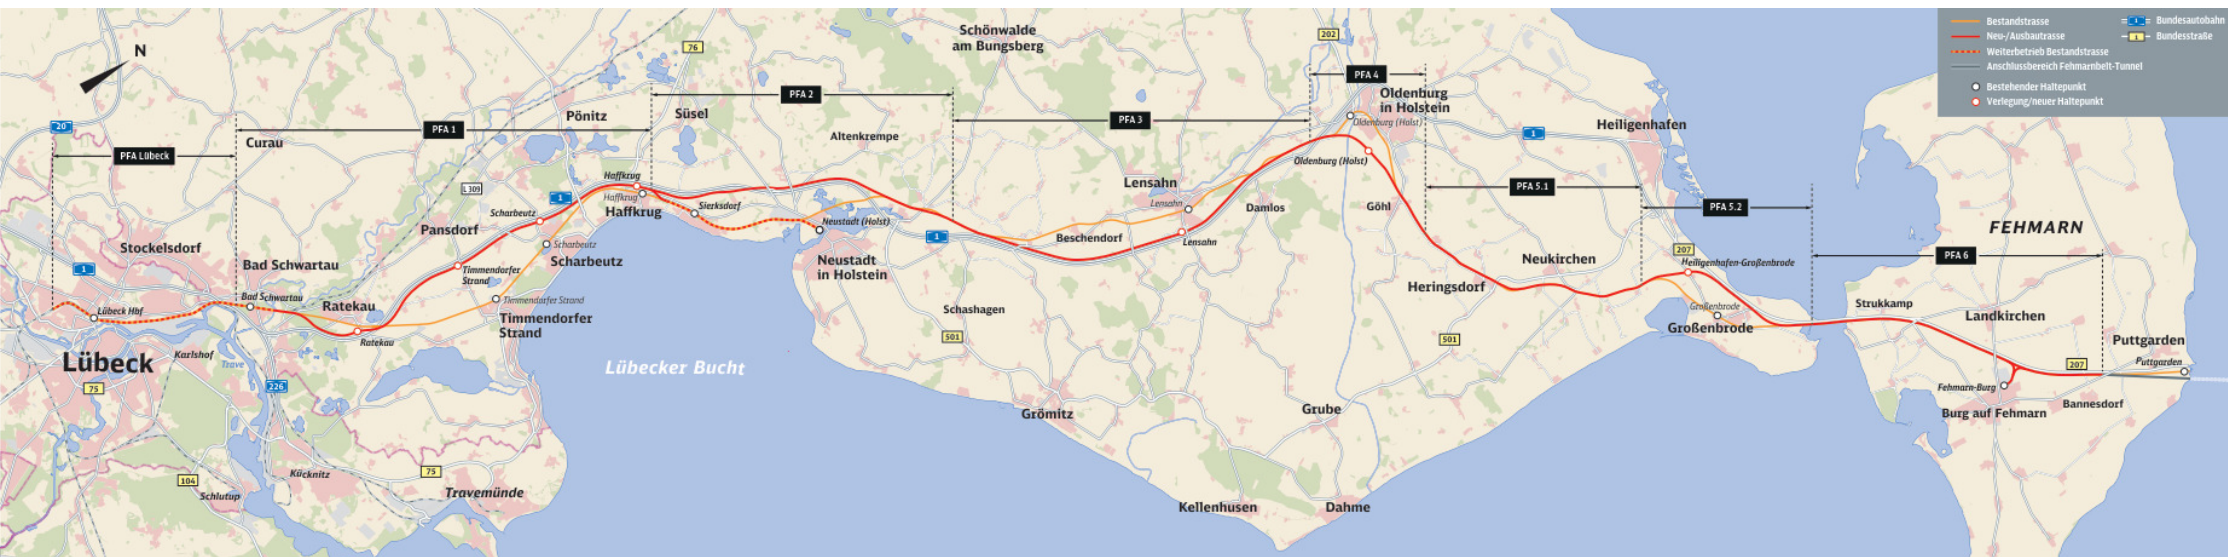 Bestandstrasse
Neu-/Ausbautrasse
Weiterbetrieb Bestandstrasse
Anschlussbereich Fehmarnbelt-Tunnel
Bestehender Haltepunkt
Verlegung/neuer Haltepunkt
1 Bundesautobahn
1 Bundesstraße
N
20
PFA Lübeck
Curau
PFA 1
Pönitz
76
Süsel
PFA 2
Altenkrempe
Schönwalde
am Bungsberg
PFA 3
202
PFA 4
Oldenburg
in Holstein
Oldenburg (Holst)
Oldenburg (Holst)
1
Heiligenhafen
PFA 5.1
PFA 5.2
207
FEHMARN
PFA 6
L 309
1
Haffkrug
Haffkrug
Haffkrug
Sierksdorf
Neustadt (Holst)
Neustadt
in Holstein
1
Lensahn
Lensahn
Lensahn
Damlos
Beschendorf
Göhl
Stockelsdorf
1
Bad Schwartau
Bad Schwartau
Pansdorf
Scharbeutz
Scharbeutz
Scharbeutz
Timmendorfer
Strand
Timmendorfer Strand
Timmendorfer
Strand
Ratekau
Ratekau
Lübeck Hbf
Lübeck
75
Karlshof
Trave
226
Lübecker Bucht
Schashagen
501
Grömitz
Grube
Kellenhusen
Dahme
Heringsdorf
501
Neukirchen
Heiligenhafen-Großenbrode
Großenbrode
Großenbrode
Strukkamp
Landkirchen
Puttgarden
Puttgarden
207
Fehmarn-Burg
Burg auf Fehmarn
Bannesdorf
104
Schlutup
Kücknitz
75
Travemünde